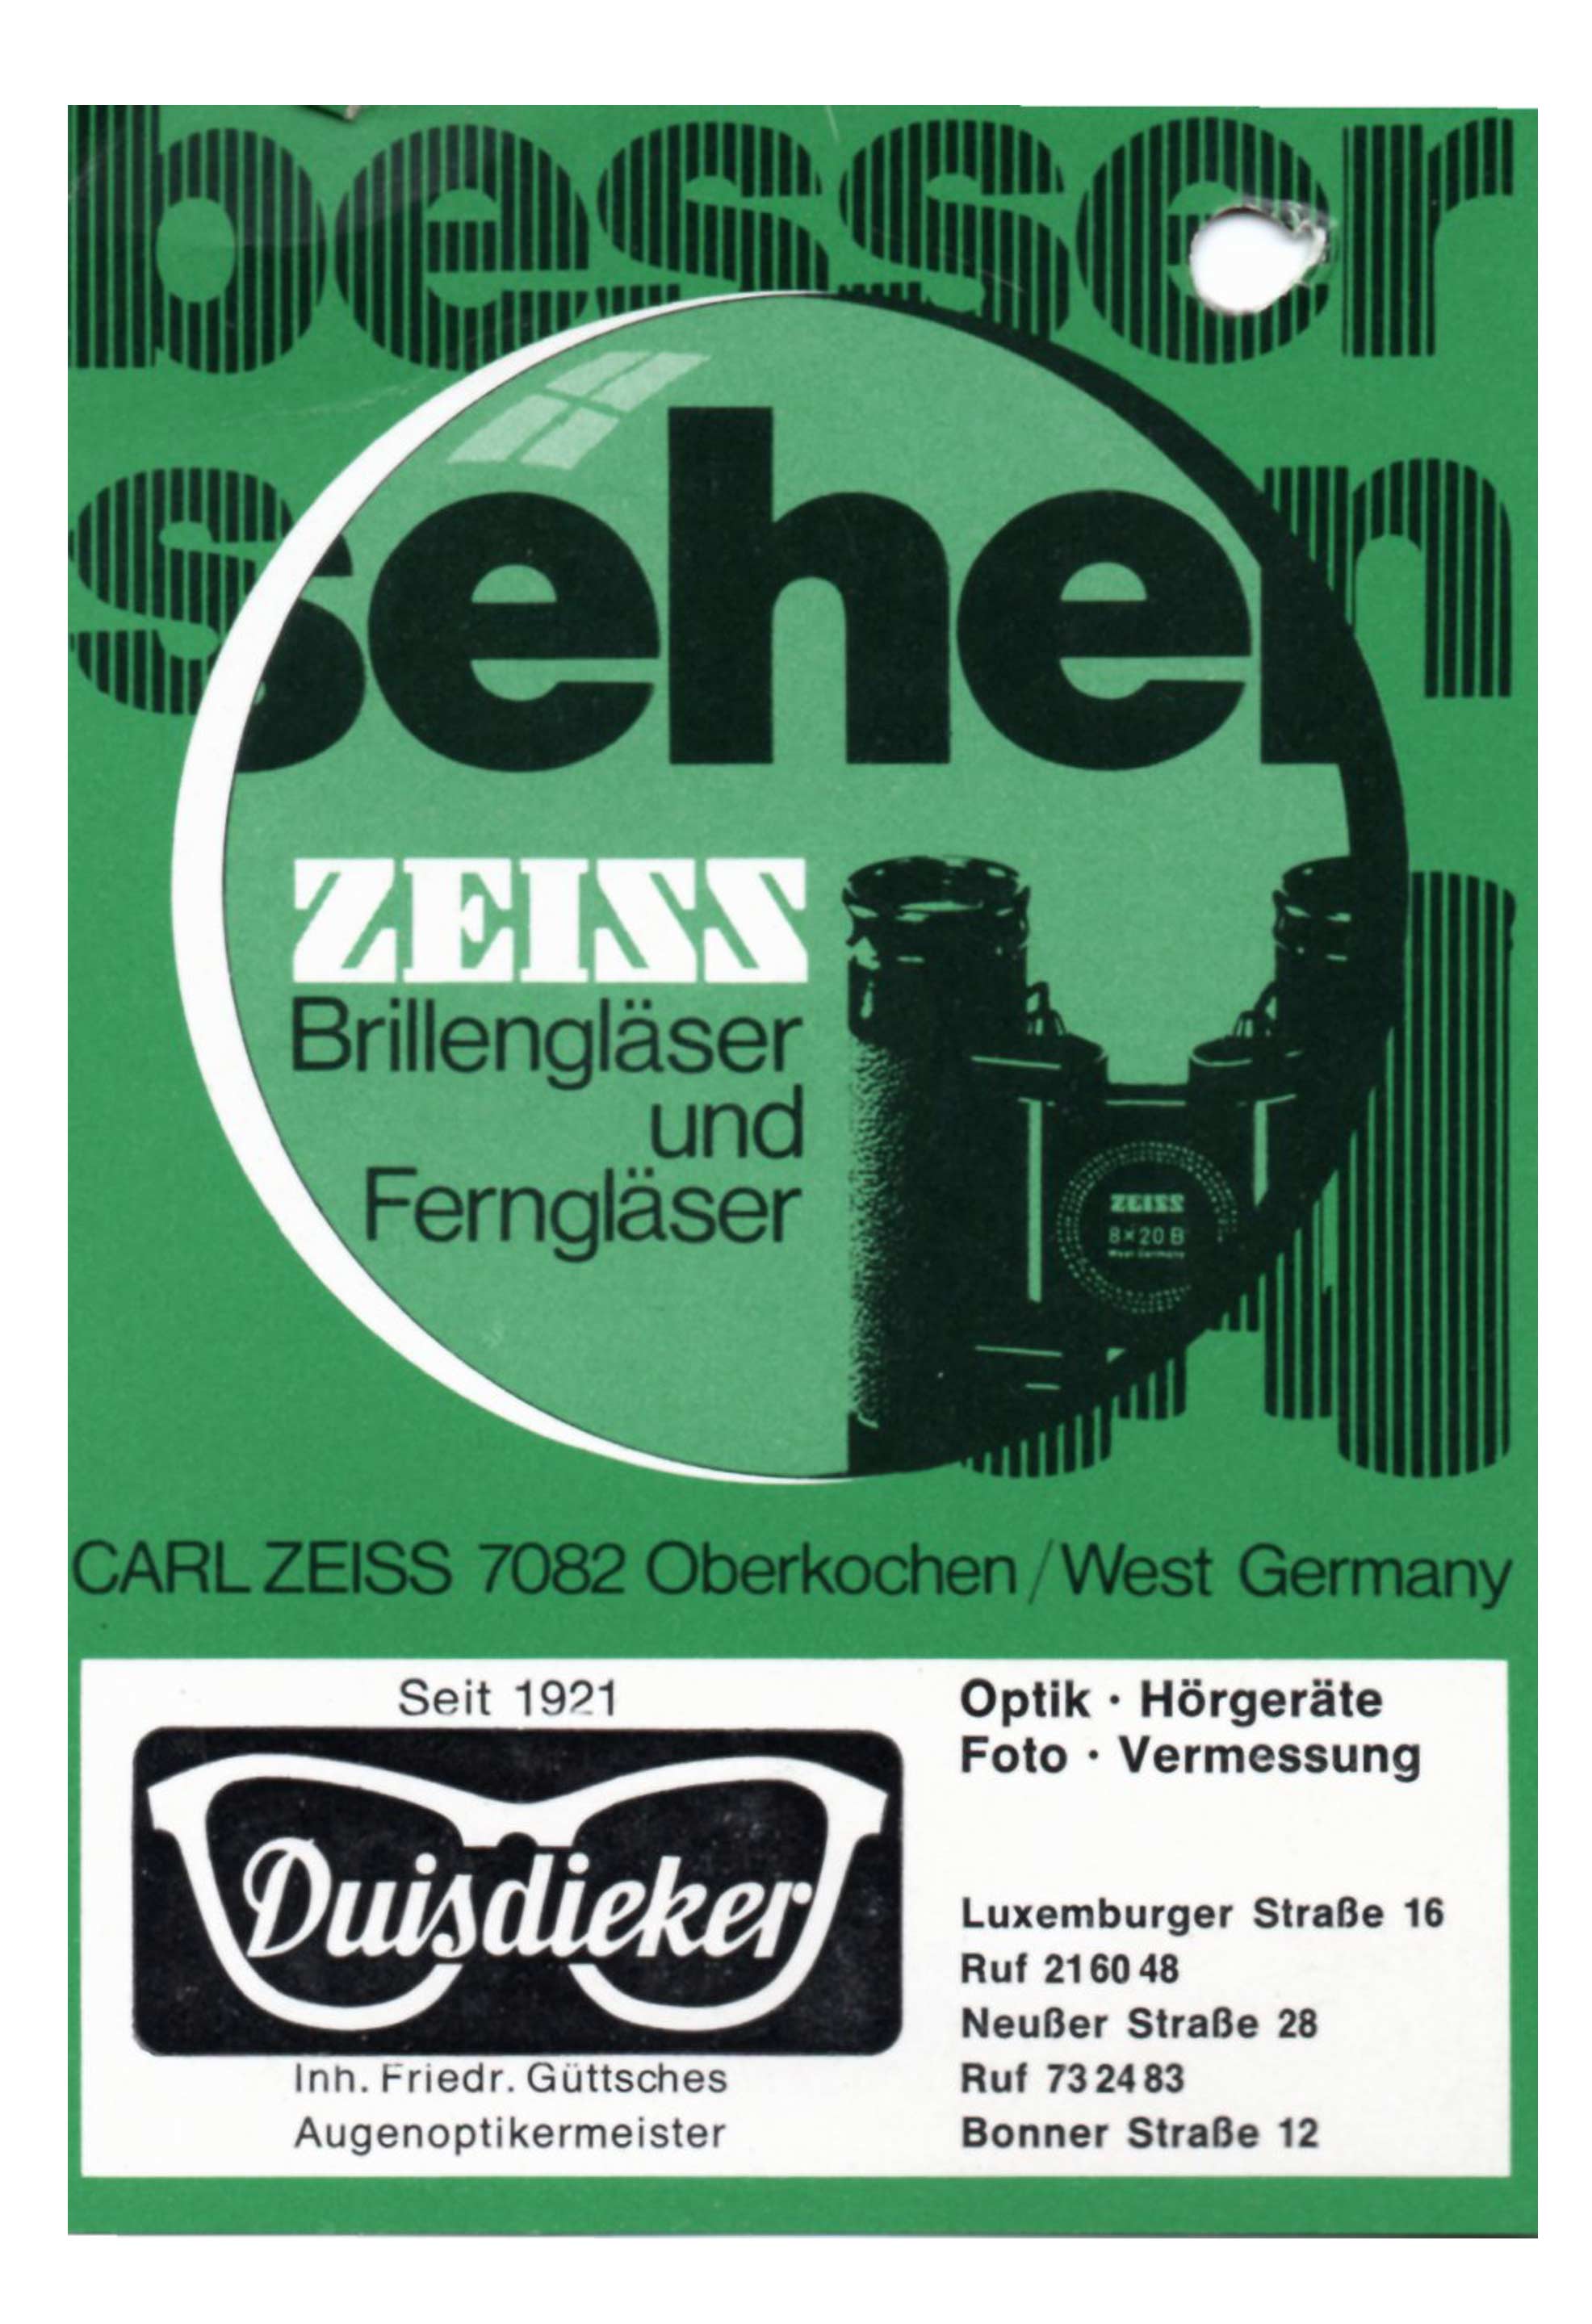 besser
sehen
ZEISS
Brillengläser
und
Ferngläser
ZEISS
8×20 B
West Germany
CARL ZEISS 7082 Oberkochen / West Germany
Seit 1921
Duisdieker
Inh. Friedr. Güttsches
Augenoptikermeister
Optik · Hörgeräte
Foto · Vermessung
Luxemburger Straße 16
Ruf 21 60 48
Neußer Straße 28
Ruf 73 24 83
Bonner Straße 12